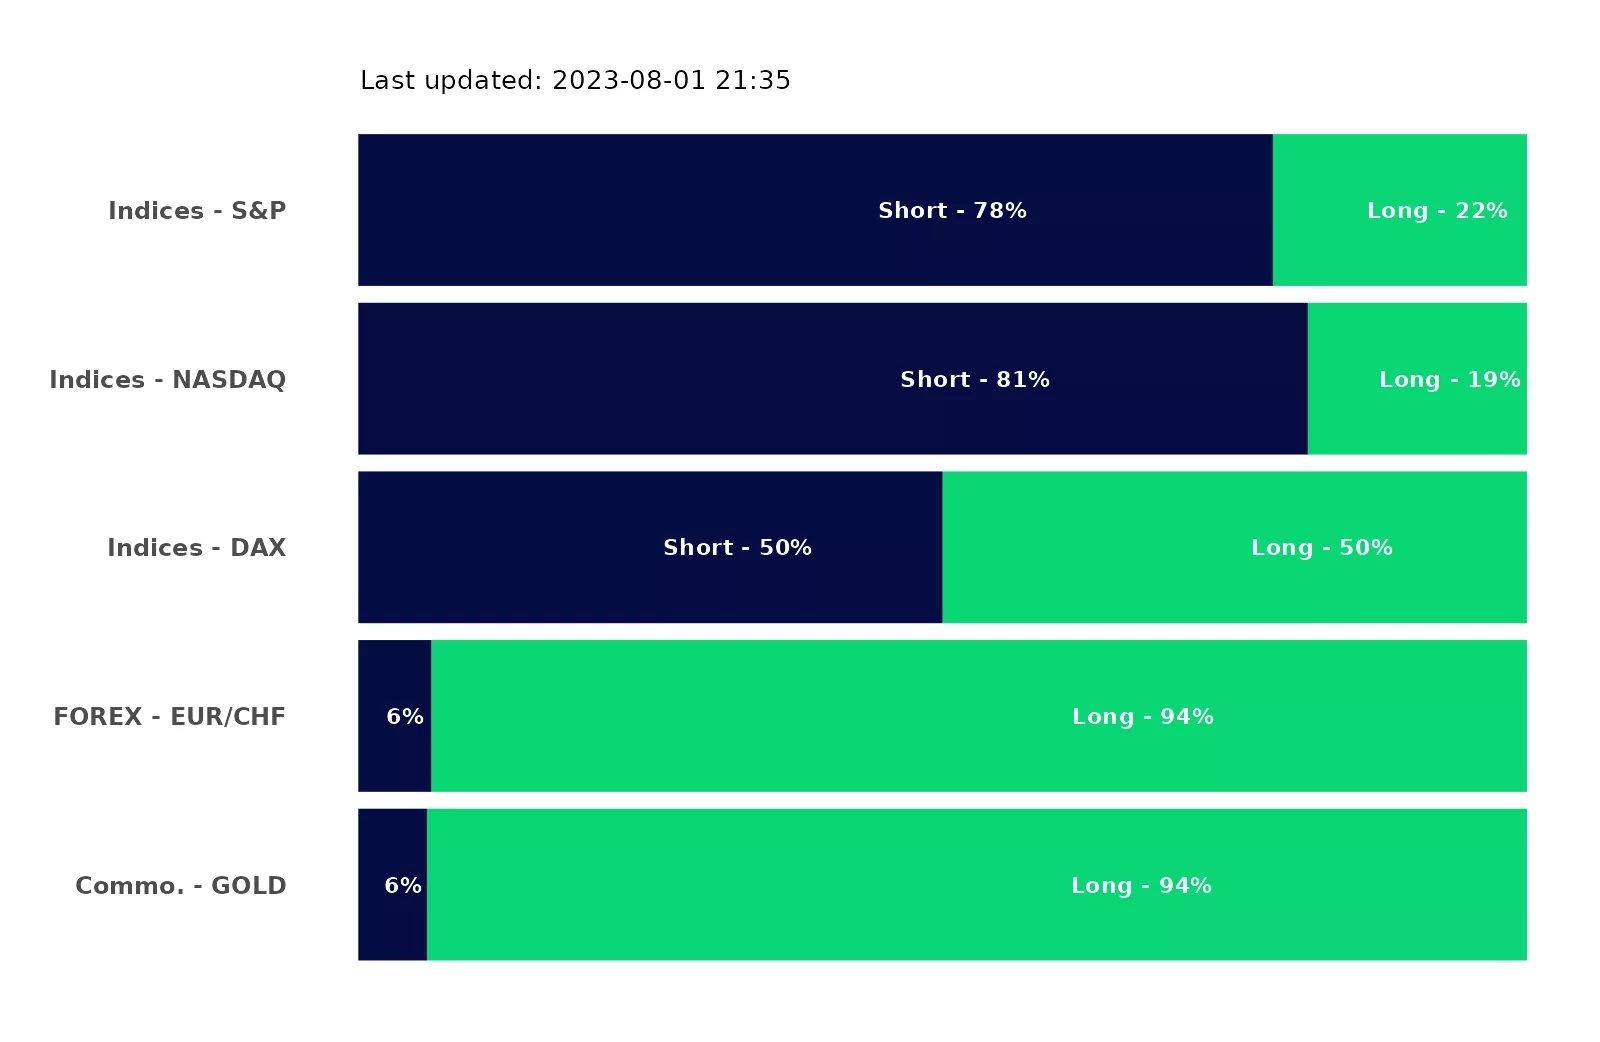 Last updated: 2023-08-01 21:35
Indices - S&P Short - 78% Long - 22%
Indices - NASDAQ Short - 81% Long - 19%
Indices - DAX Short - 50% Long - 50%
FOREX - EUR/CHF 6% Long - 94%
Commo. - GOLD 6% Long - 94%